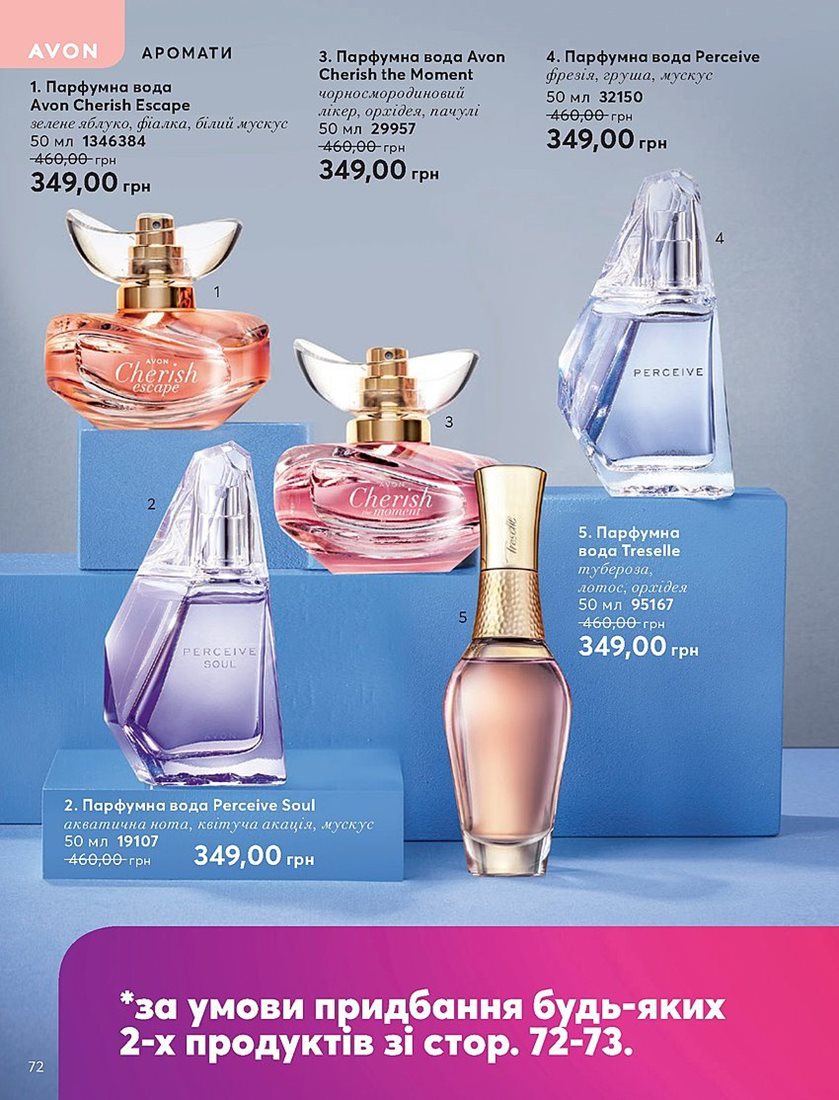 AVON
АРОМАТИ
1. Парфумна вода
Avon Cherish Escape
зелене яблуко, фіалка, білий мускус
50 мл 1346384
460,00 грн
349,00 грн
3. Парфумна вода Avon
Cherish the Moment
чорносмородиновий
лікер, орхідея, пачулі
50 мл 29957
460,00 грн
349,00 грн
4. Парфумна вода Perceive
фрезія, груша, мускус
50 мл 32150
460,00 грн
349,00 грн
4
1
AVON
Cherish
escape
PERCEIVE
3
AVON
Cherish
the moment
2
Treselle
5. Парфумна
вода Treselle
тубероза,
лотос, орхідея
50 мл 95167
460,00 грн
349,00 грн
5
PERCEIVE
SOUL
2. Парфумна вода Perceive Soul
акватична нота, квітуча акація, мускус
50 мл 19107
460,00 грн
349,00 грн
*за умови придбання будь-яких
2-х продуктів зі стор. 72-73.
72